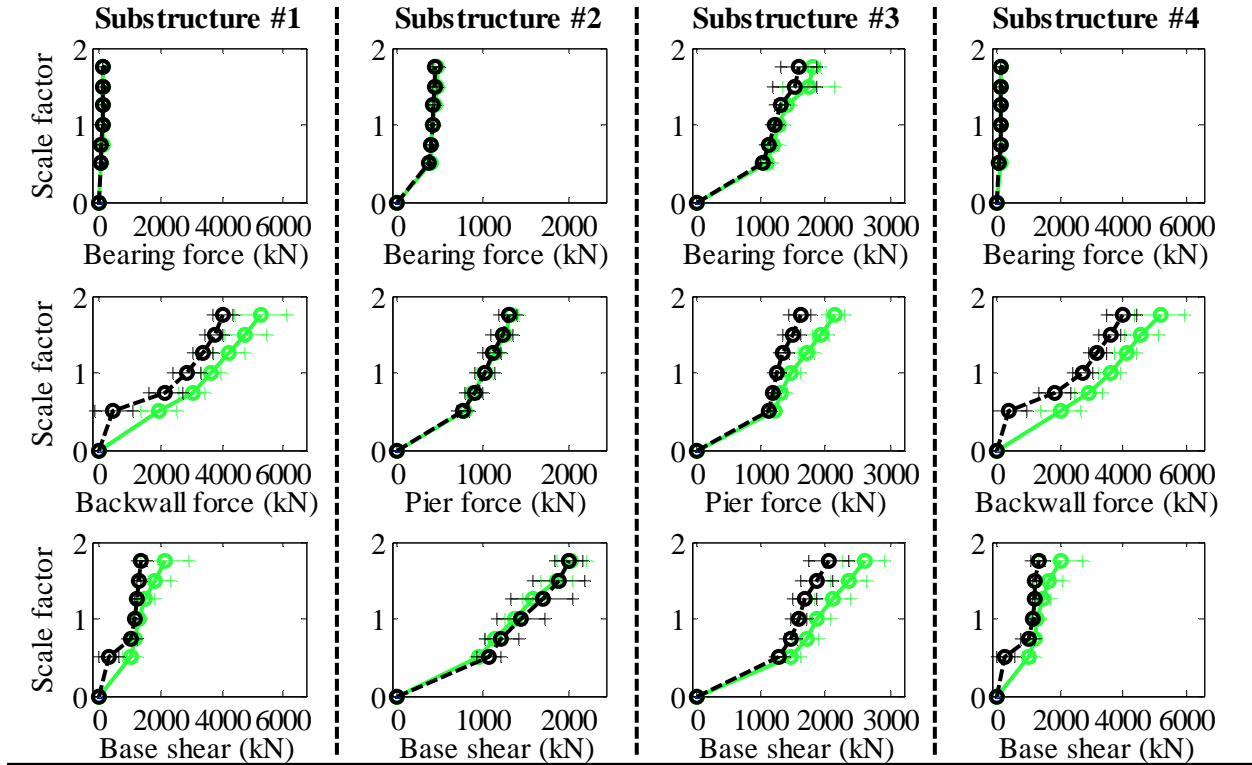 Substructure #1 Substructure #2 Substructure #3 Substructure #4
Scale factor
2 2 2 2
1 1 1 1
0 0 0 0
0 2000 4000 6000 0 1000 2000 0 1000 2000 3000 0 2000 4000 6000
Bearing force (kN) Bearing force (kN) Bearing force (kN) Bearing force (kN)
Scale factor
2 2 2 2
1 1 1 1
0 0 0 0
0 2000 4000 6000 0 1000 2000 0 1000 2000 3000 0 2000 4000 6000
Backwall force (kN) Pier force (kN) Pier force (kN) Backwall force (kN)
Scale factor
2 2 2 2
1 1 1 1
0 0 0 0
0 2000 4000 6000 0 1000 2000 0 1000 2000 3000 0 2000 4000 6000
Base shear (kN) Base shear (kN) Base shear (kN) Base shear (kN)